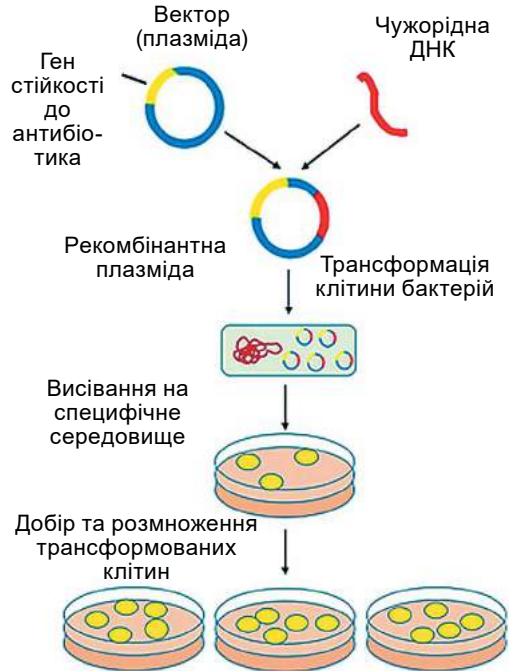 Вектор
(плазміда)
Чужорідна
ДНК
Ген
стійкості
до
антибіо-
тика
Рекомбінантна
плазміда
Трансформація
клітини бактерій
Висівання на
специфічне
середовище
Добір та розмноження
трансформованих
клітин